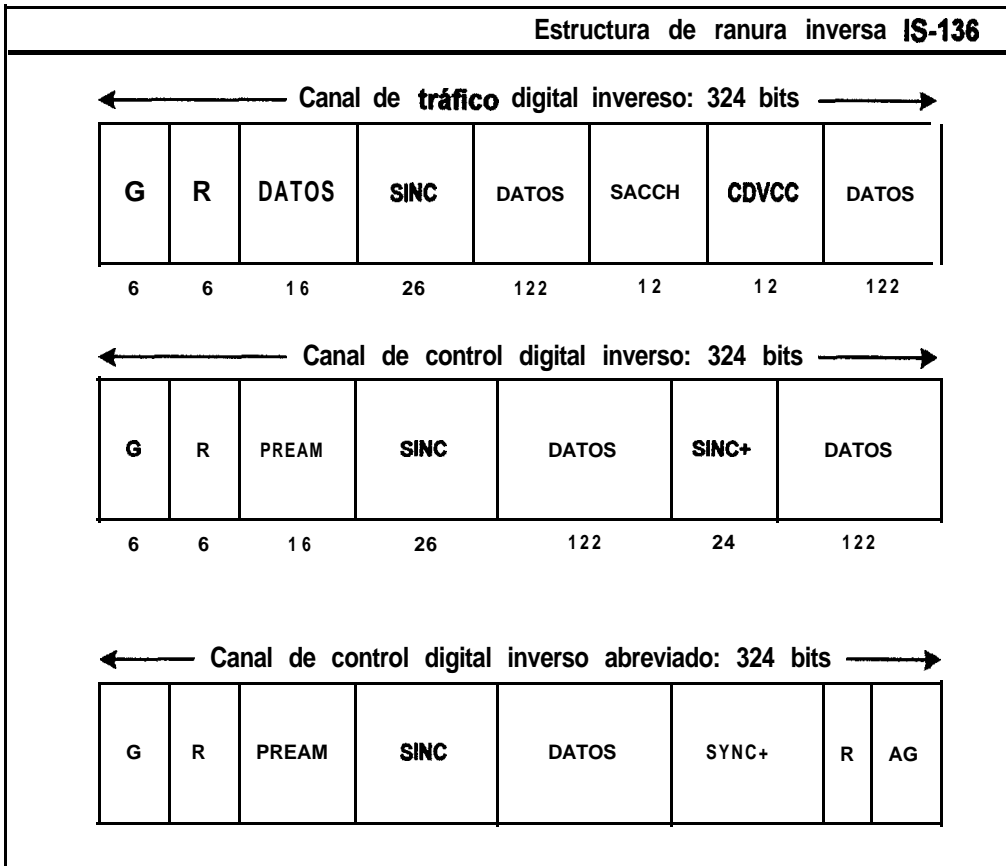 Estructura de ranura inversa IS-136
Canal de tráfico digital invereso: 324 bits
G R DATOS SINC DATOS SACCH CDVCC DATOS
6 6 16 26 122 12 12 122
Canal de control digital inverso: 324 bits
G R PREAM SINC DATOS SINC+ DATOS
6 6 16 26 122 24 122
Canal de control digital inverso abreviado: 324 bits
G R PREAM SINC DATOS SYNC+ R AG